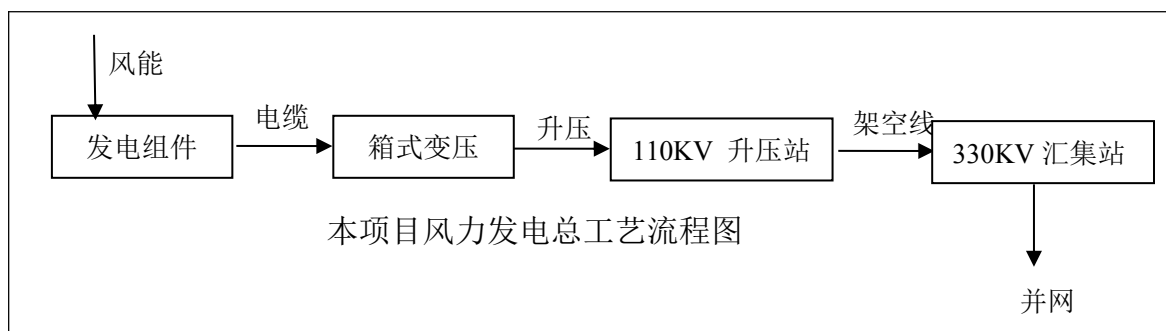 风能
电缆
升压
架空线
发电组件
箱式变压
110KV 升压站
330KV 汇集站
本项目风力发电总工艺流程图
并网